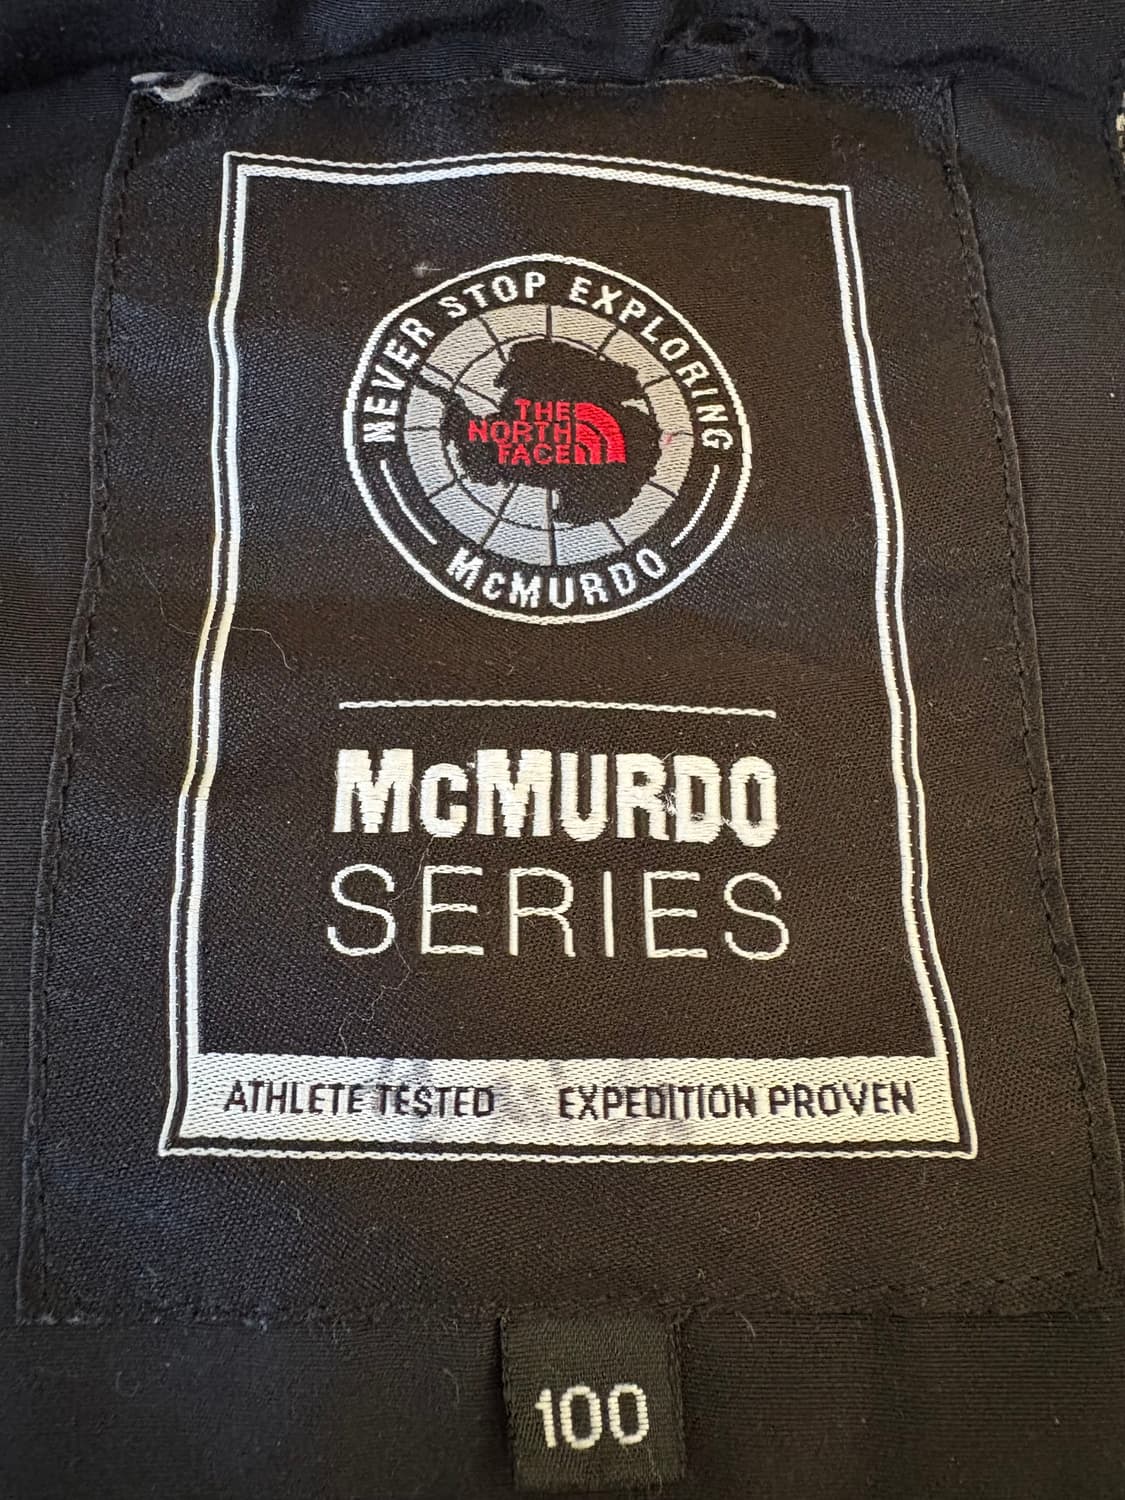 NEVER STOP EXPLORING
THE
NORTH
FACE
McMURDO
McMURDO
SERIES
ATHLETE TESTED EXPEDITION PROVEN
100